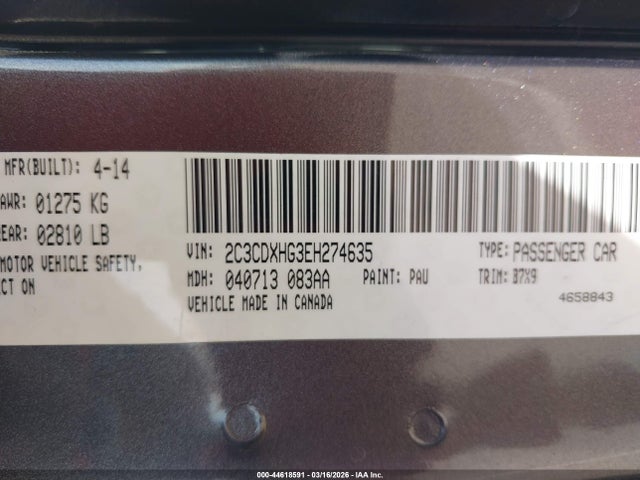 MFR(BUILT): 4-14
AWR: 01275 KG
REAR: 02810 LB
MOTOR VEHICLE SAFETY,
CT ON
VIN: 2C3CDXHG3EH274635 TYPE: PASSENGER CAR
MDH: 040713 083AA PAINT: PAU TRIM: B7X9
VEHICLE MADE IN CANADA
4658843
000-44618591 - 03/16/2026 - IAA Inc.